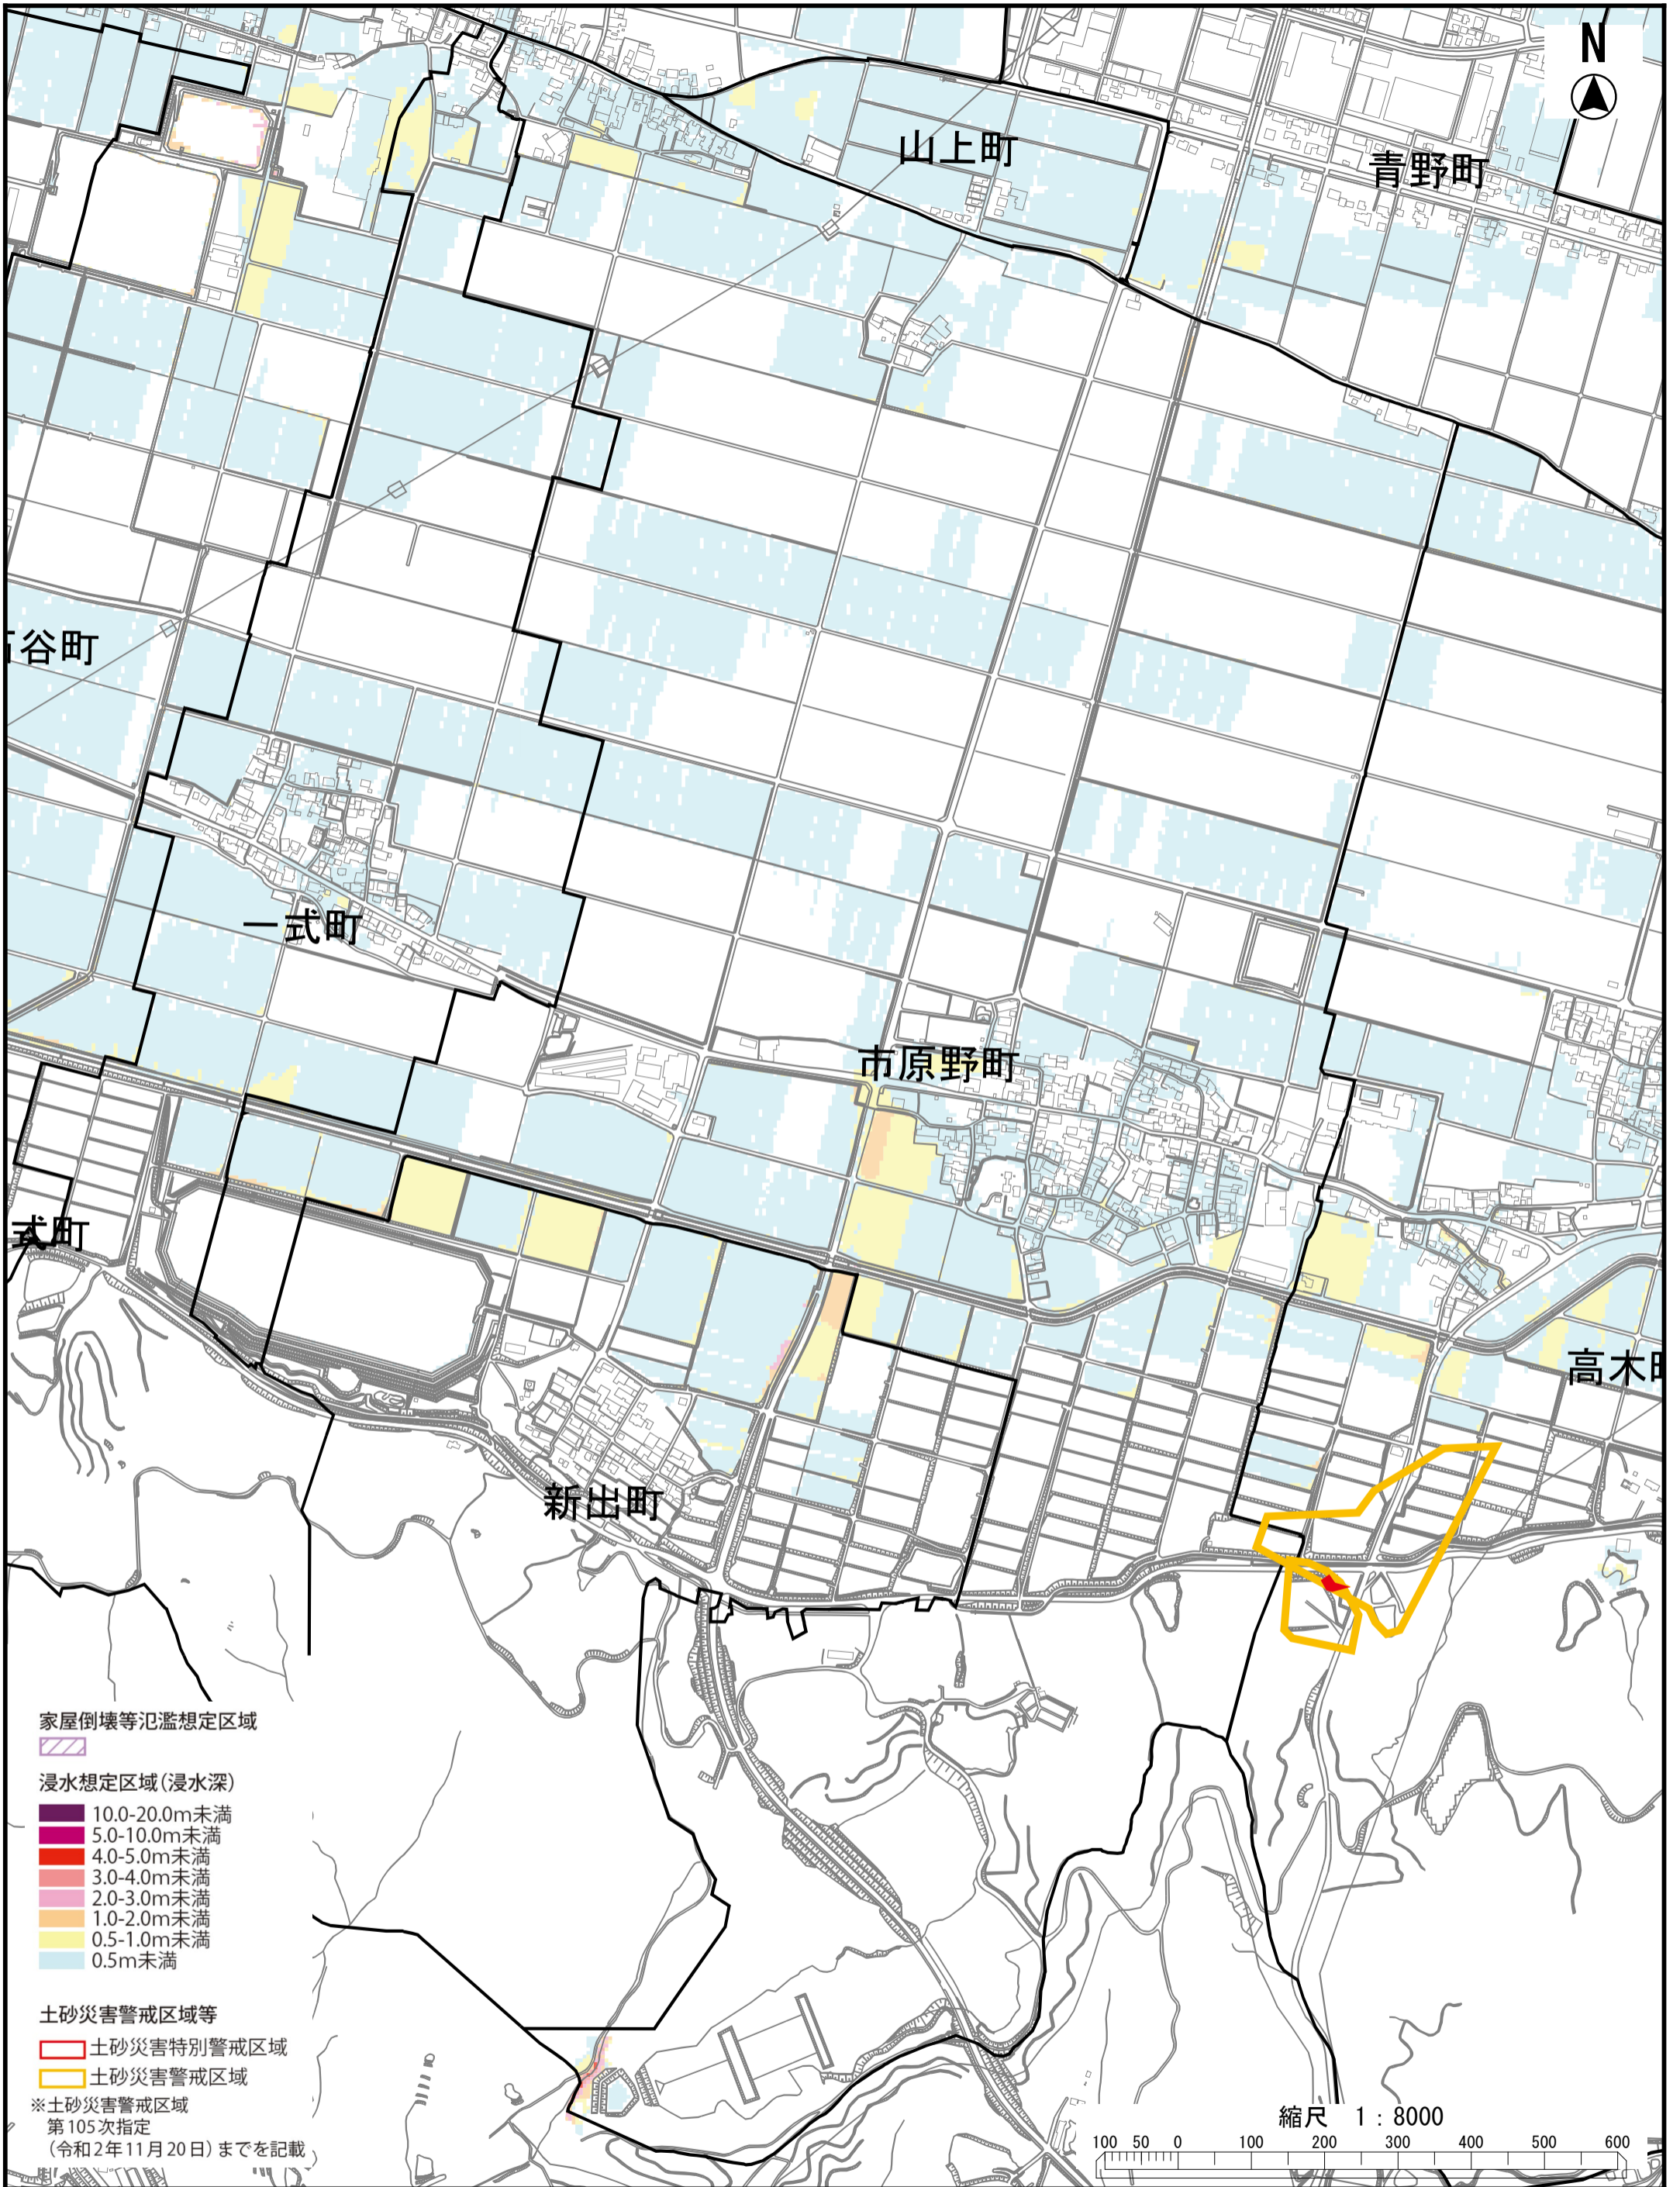 N
山上町
青野町
谷町
一式町
市原野町
式町
高木町
新出町
家屋倒壊等氾濫想定区域
浸水想定区域(浸水深)
10.0-20.0m未満
5.0-10.0m未満
4.0-5.0m未満
3.0-4.0m未満
2.0-3.0m未満
1.0-2.0m未満
0.5-1.0m未満
0.5m未満
土砂災害警戒区域等
土砂災害特別警戒区域
土砂災害警戒区域
※土砂災害警戒区域
第105次指定
(令和2年11月20日)までを記載
縮尺 1:8000
100 50 0 100 200 300 400 500 600